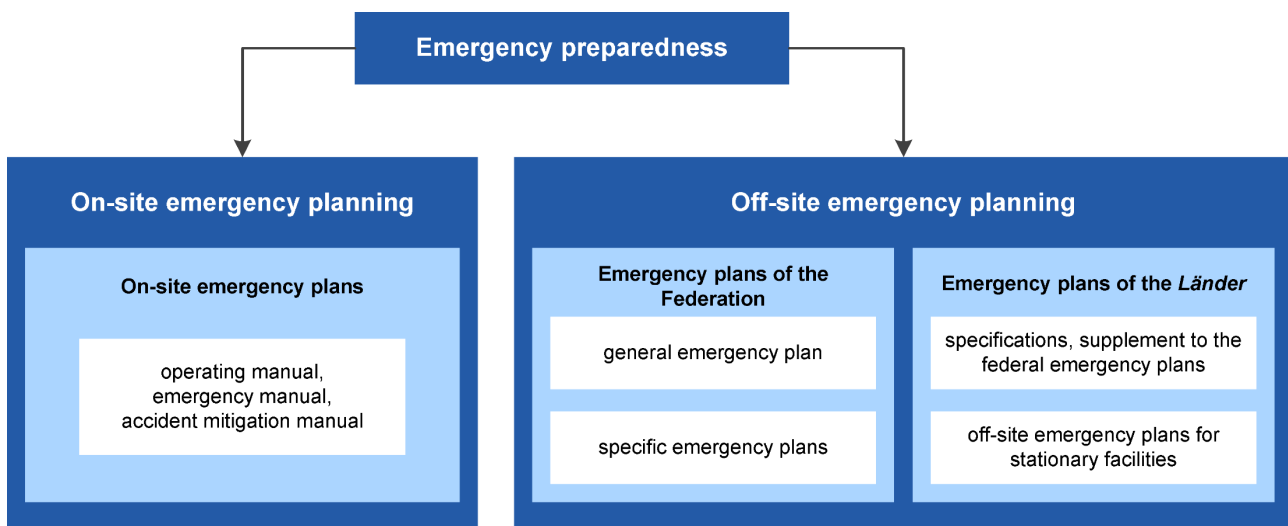 Emergency preparedness
On-site emergency planning
On-site emergency plans
operating manual,
emergency manual,
accident mitigation manual
Off-site emergency planning
Emergency plans of the
Federation
general emergency plan
specific emergency plans
Emergency plans of the Länder
specifications, supplement to the
federal emergency plans
off-site emergency plans for
stationary facilities